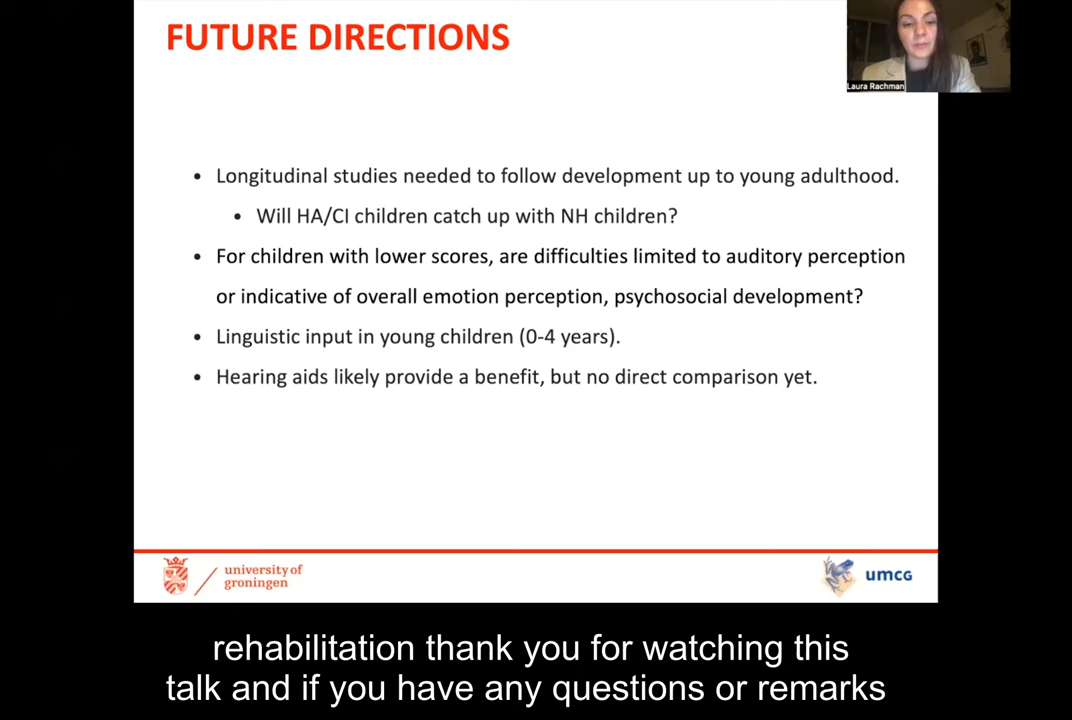 FUTURE DIRECTIONS
Laura Rachman
• Longitudinal studies needed to follow development up to young adulthood.
• Will HA/CI children catch up with NH children?
• For children with lower scores, are difficulties limited to auditory perception
or indicative of overall emotion perception, psychosocial development?
• Linguistic input in young children (0-4 years).
• Hearing aids likely provide a benefit, but no direct comparison yet.
university of
groningen
umcg
rehabilitation thank you for watching this
talk and if you have any questions or remarks